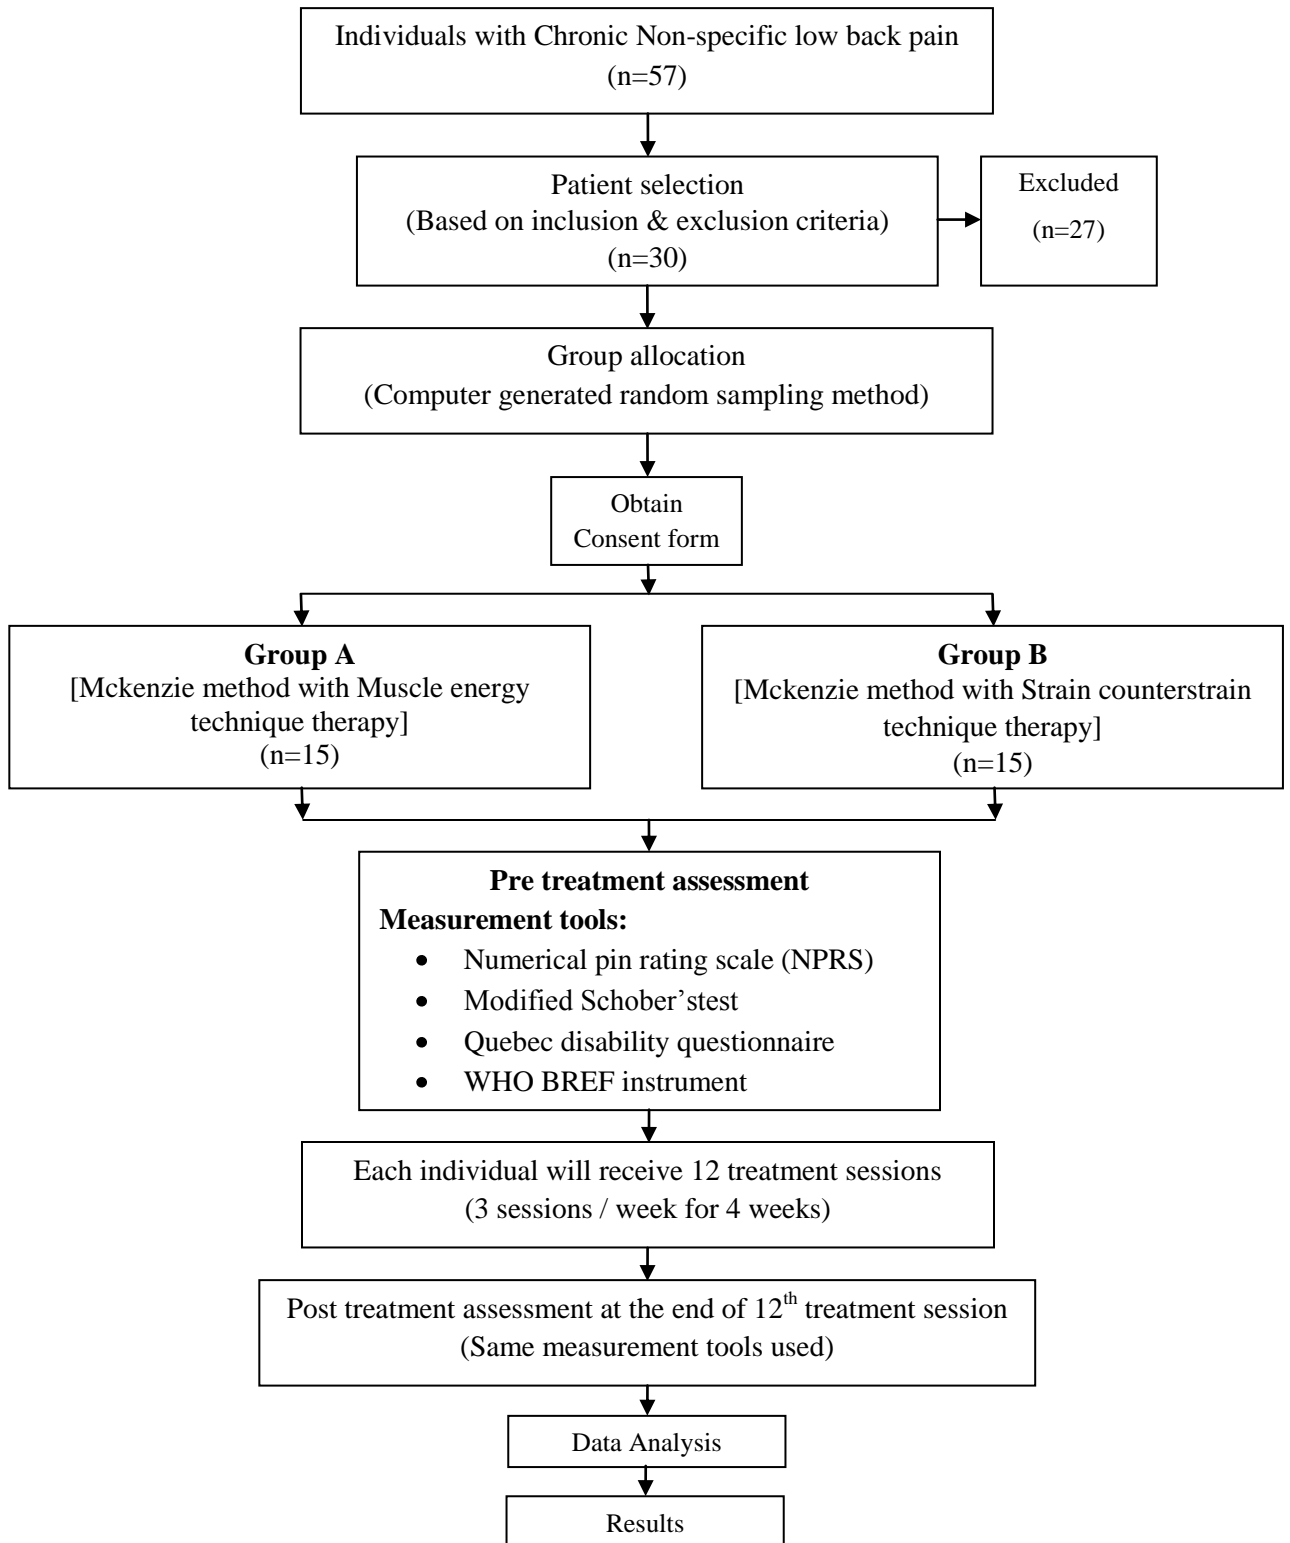 Individuals with Chronic Non-specific low back pain
(n=57)
Patient selection
(Based on inclusion & exclusion criteria)
(n=30)
Excluded
(n=27)
Group allocation
(Computer generated random sampling method)
Obtain
Consent form
Group A
[Mckenzie method with Muscle energy
technique therapy]
(n=15)
Group B
[Mckenzie method with Strain counterstrain
technique therapy]
(n=15)
Pre treatment assessment
Measurement tools:
• Numerical pin rating scale (NPRS)
• Modified Schober’stest
• Quebec disability questionnaire
• WHO BREF instrument
Each individual will receive 12 treatment sessions
(3 sessions / week for 4 weeks)
Post treatment assessment at the end of 12th treatment session
(Same measurement tools used)
Data Analysis
Results